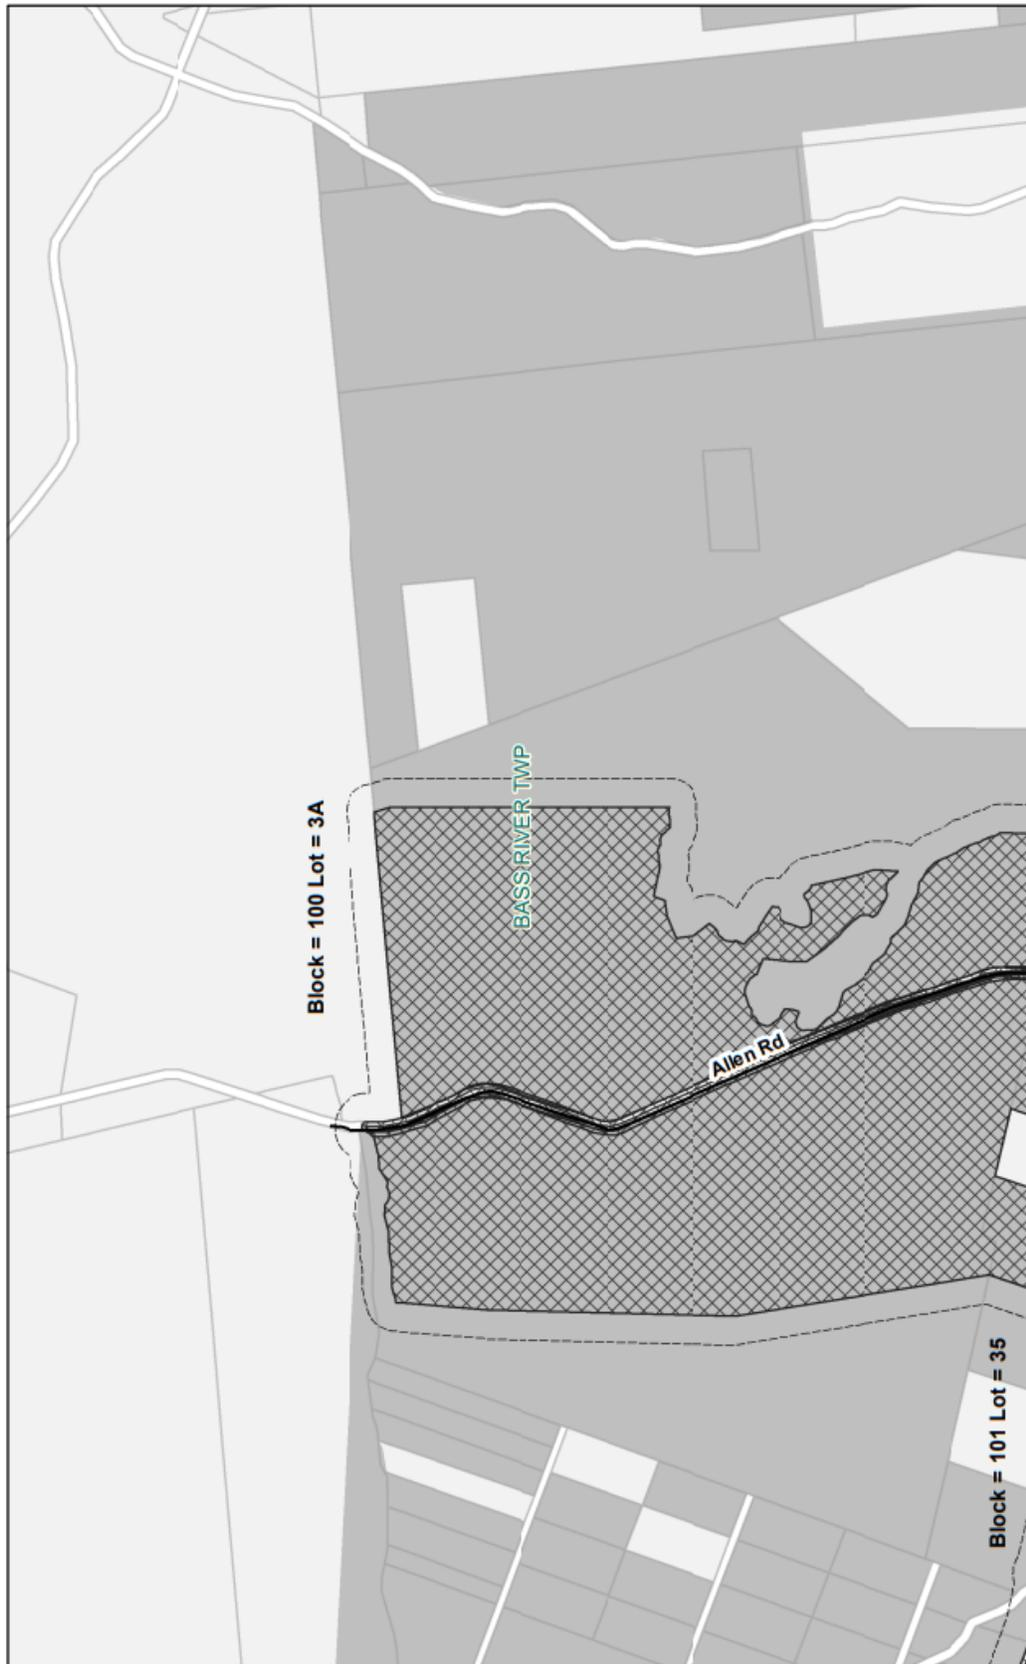 Block = 100 Lot = 3A
BASS RIVER TWP
Allen Rd
Block = 101 Lot = 35